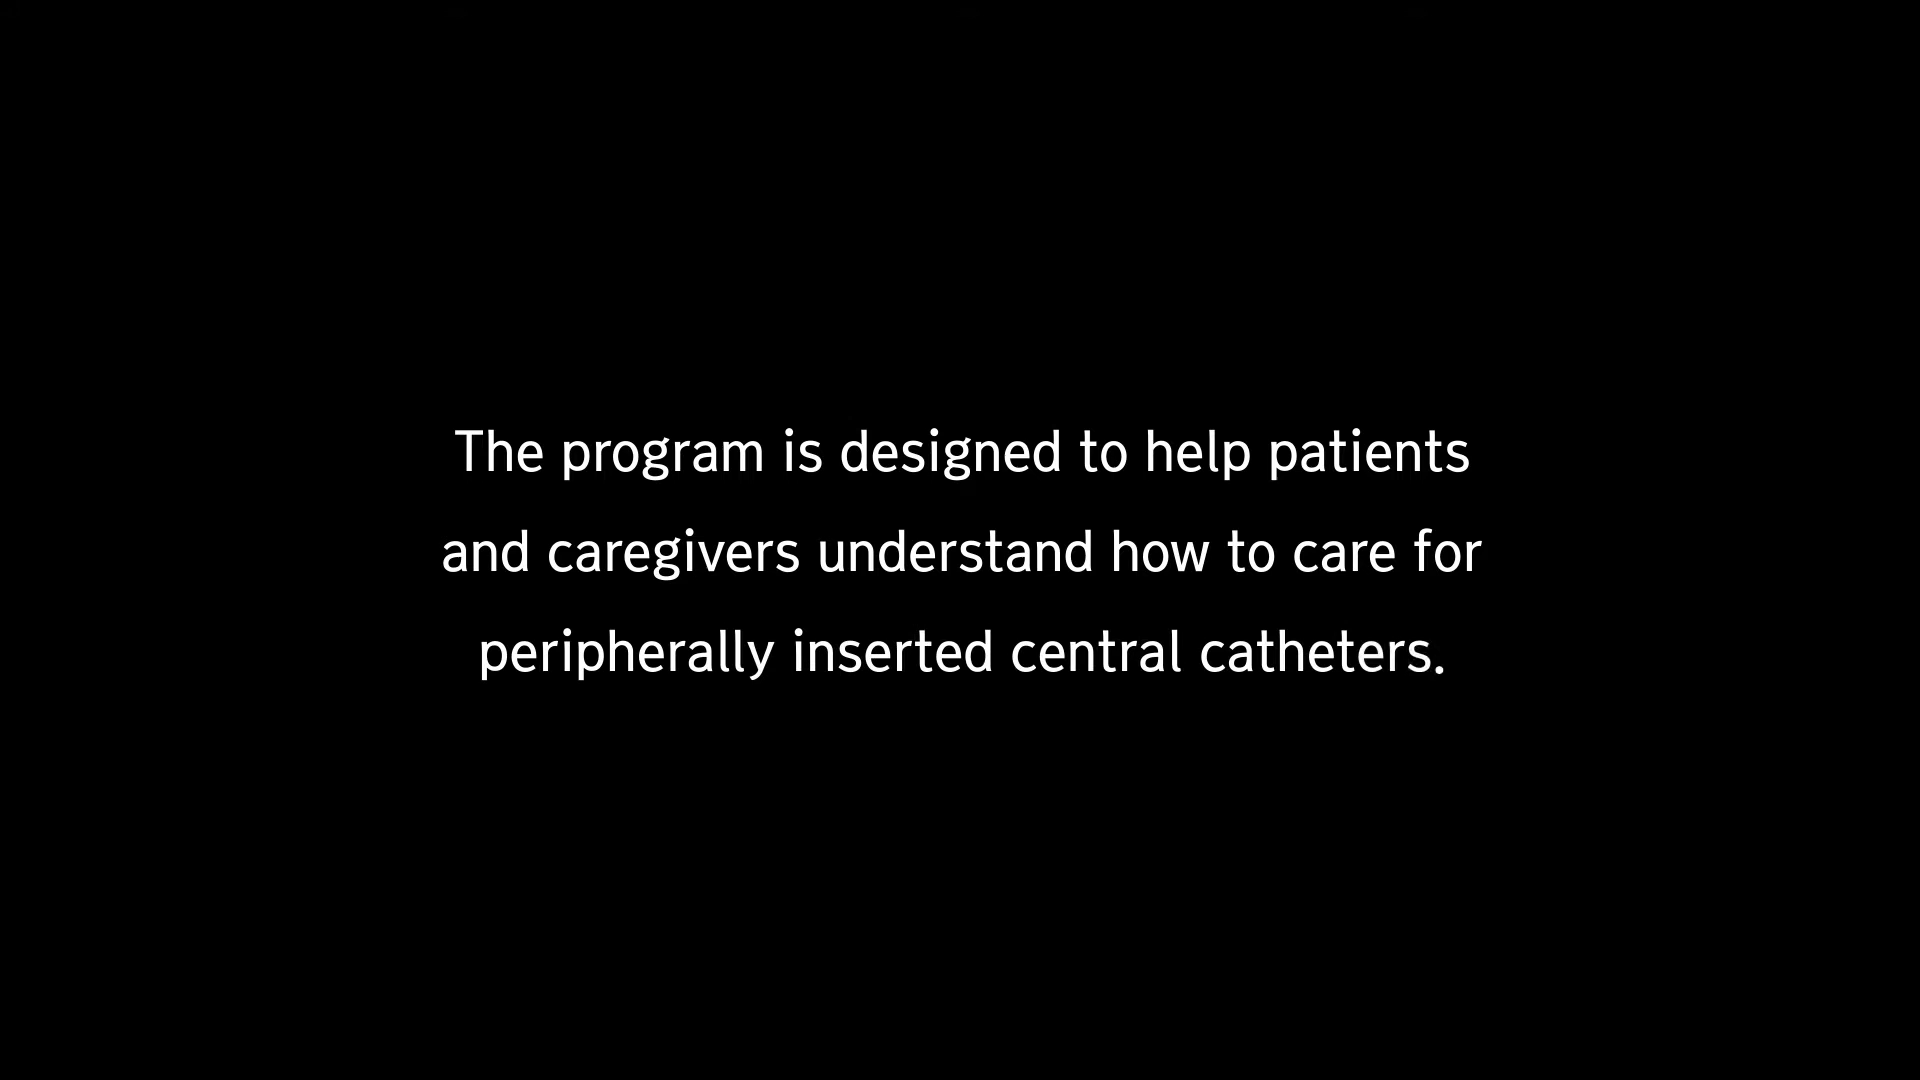 The program is designed to help patients
and caregivers understand how to care for
peripherally inserted central catheters.